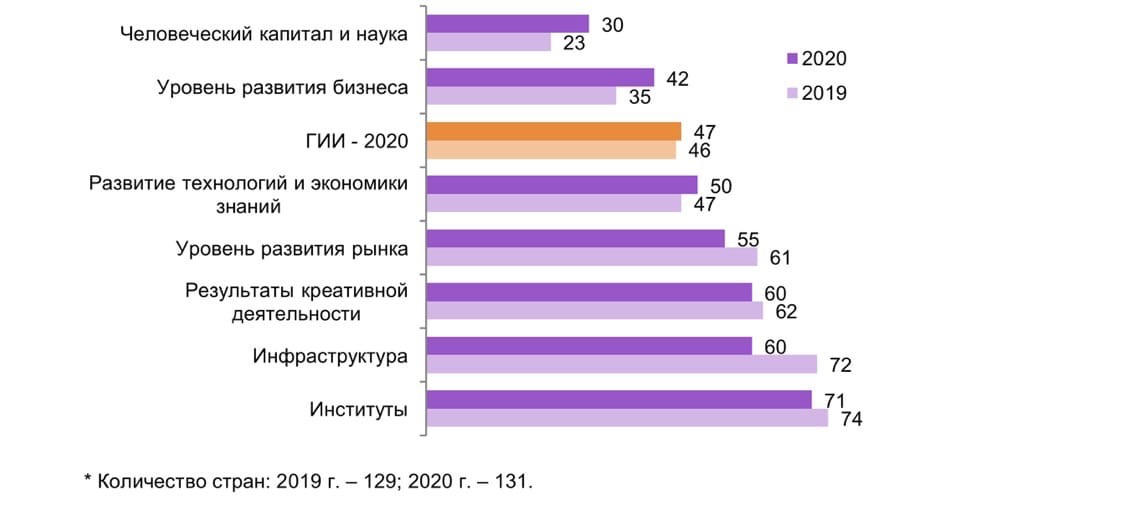 Человеческий капитал и наука
30
23
2020
2019
Уровень развития бизнеса
42
35
ГИИ - 2020
47
46
Развитие технологий и экономики
знаний
50
47
Уровень развития рынка
55
61
Результаты креативной
деятельности
60
62
Инфраструктура
60
72
Институты
71
74
* Количество стран: 2019 г. – 129; 2020 г. – 131.